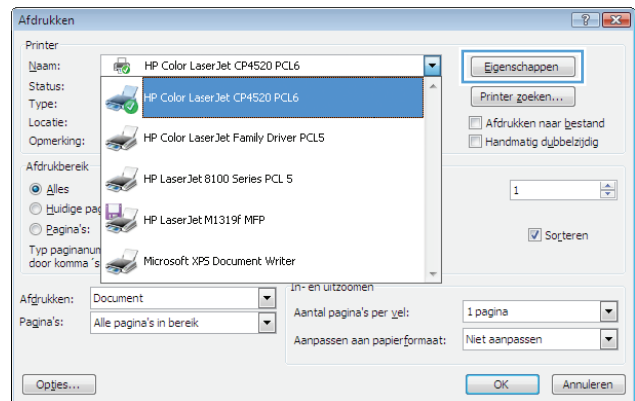 Afdrukken
Printer
Naam: HP Color LaserJet CP4520 PCL6 Eigenschappen
Status:
Type: HP Color LaserJet CP4520 PCL6 Printer zoeken...
Locatie: Afdrukken naar bestand
Opmerking: HP Color LaserJet Family Driver PCL5 Handmatig dubbelzijdig
Afdrukbereik
Alles HP LaserJet 8100 Series PCL 5 1
Huidige pag
HP LaserJet M1319f MFP
Pagina's: Sorteren
Typ paginanun
door komma 's Microsoft XPS Document Writer
In- en uitzoomen
Afdrukken: Document
Aantal pagina's per vel: 1 pagina
Pagina's: Alle pagina's in bereik
Aanpassen aan papierformaat: Niet aanpassen
Opties... OK Annuleren